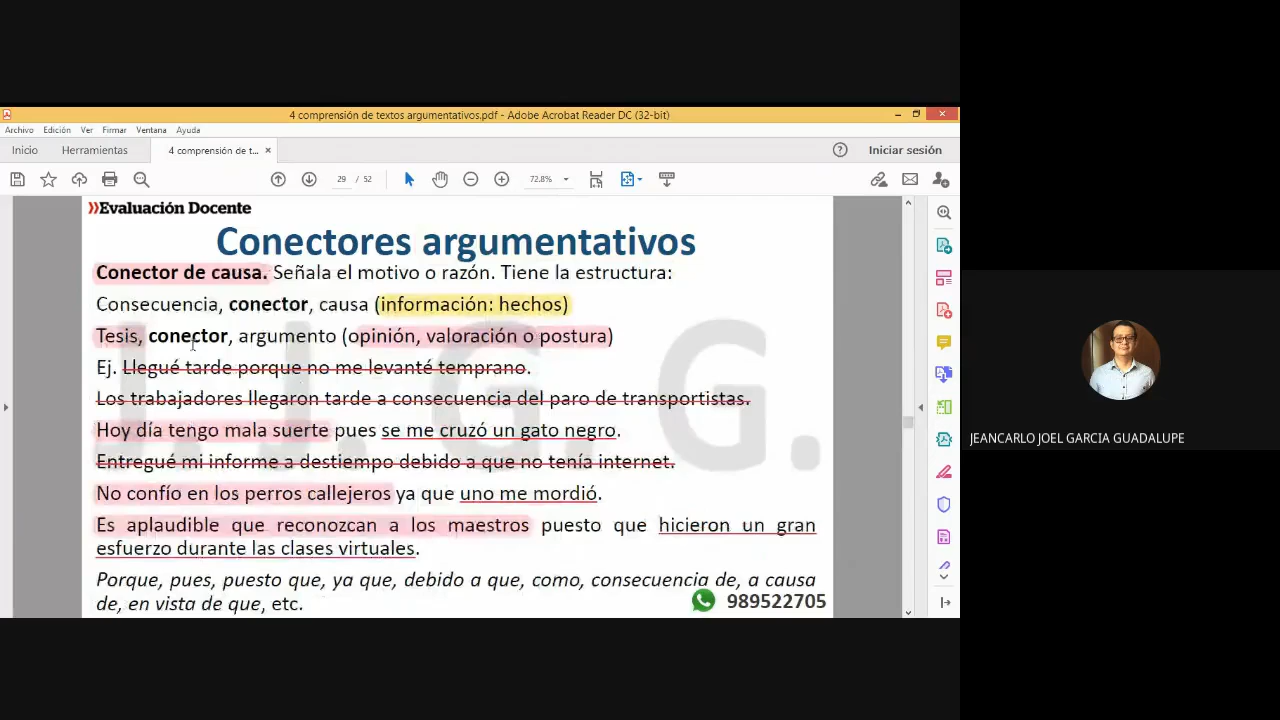 4 comprensión de textos argumentativos.pdf - Adobe Acrobat Reader DC (32-bit)
Archivo Edición Ver Firmar Ventana Ayuda
Inicio Herramientas 4 comprensión de t... × Iniciar sesión
29 / 52 72.8%
»Evaluación Docente
Conectores argumentativos
Conector de causa. Señala el motivo o razón. Tiene la estructura:
Consecuencia, conector, causa (información: hechos)
Tesis, conector, argumento (opinión, valoración o postura)
Ej. Llegué tarde porque no me levanté temprano.
Los trabajadores llegaron tarde a consecuencia del paro de transportistas.
Hoy día tengo mala suerte pues se me cruzó un gato negro.
Entregué mi informe a destiempo debido a que no tenía internet.
No confío en los perros callejeros ya que uno me mordió.
Es aplaudible que reconozcan a los maestros puesto que hicieron un gran
esfuerzo durante las clases virtuales.
Porque, pues, puesto que, ya que, debido a que, como, consecuencia de, a causa
de, en vista de que, etc.
989522705
J. J. G. G.
JEANCARLO JOEL GARCIA GUADALUPE